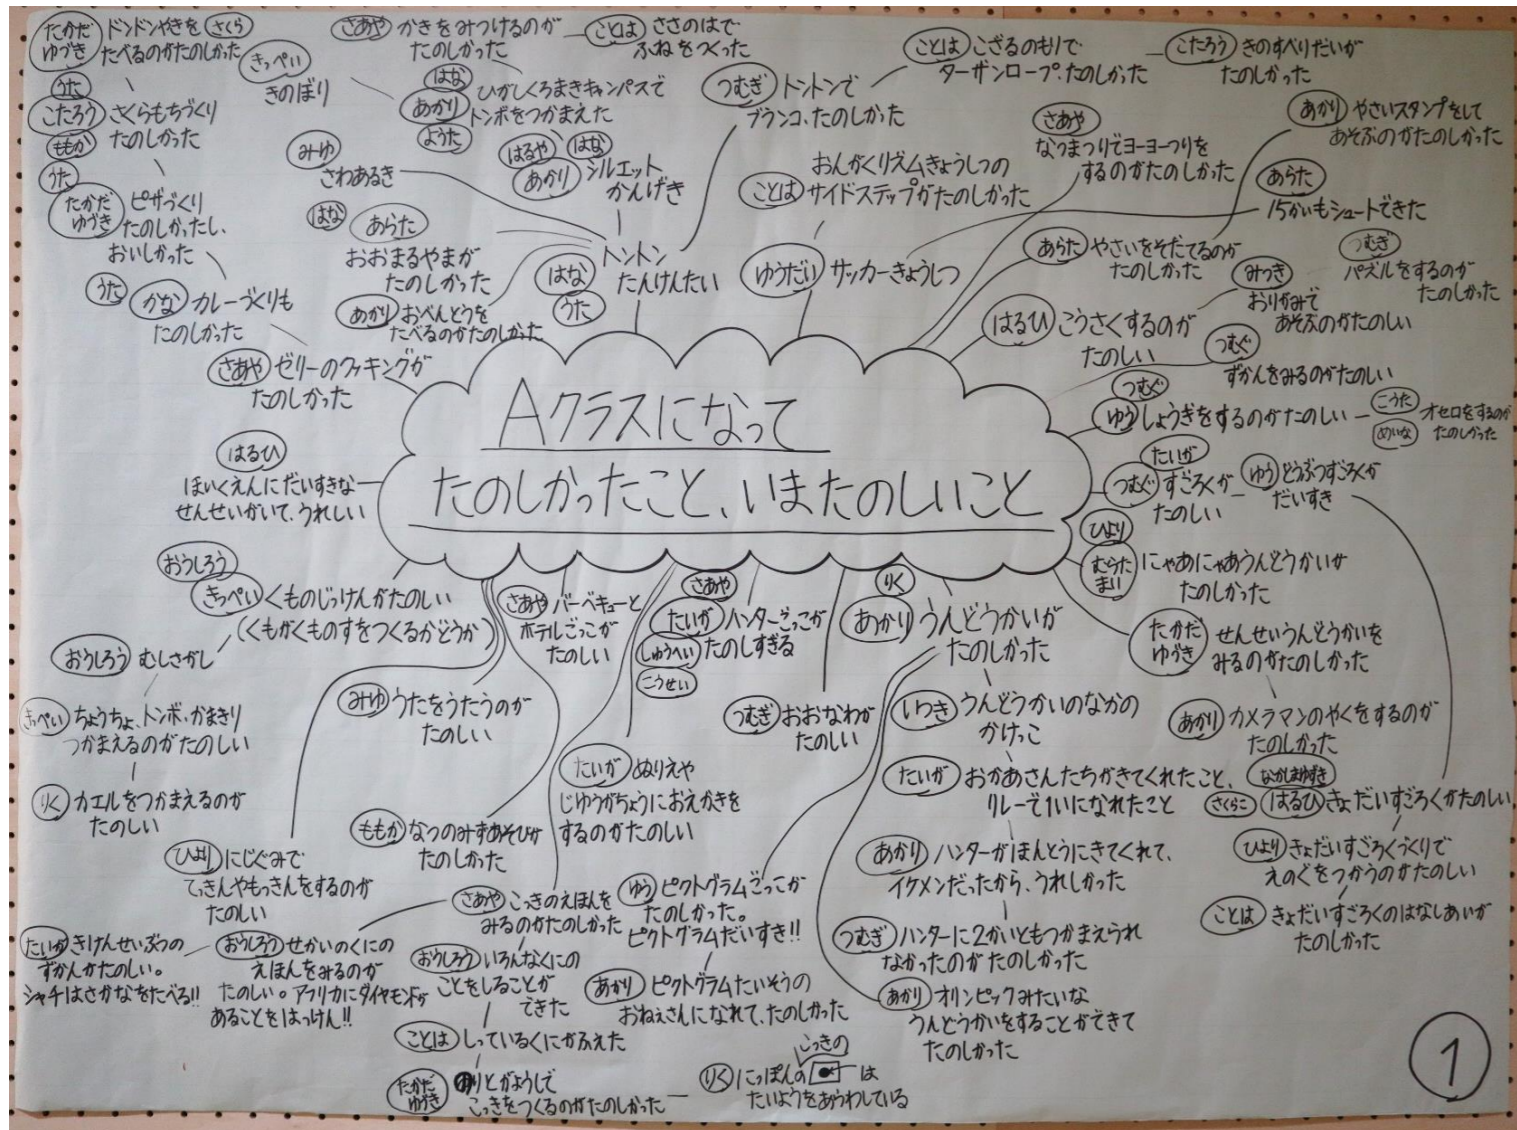 Aクラスになって
たのしかったこと、いまたのしいこと
たかだ
ゆづき
ドンドンやきを
さくら
たべるのがたのしかった
きっぺい
きのぼり
うた
こたろう
ももか
さくらもちづくり
たのしかった
うた
たかだ
ゆづき
ピザづくり
たのしかったし、
おいしかった
うた
かな
カレーづくりも
たのしかった
さあや
ゼリーのクッキングが
たのしかった
さあや
かきをみつけるのが
たのしかった
ことは
ささのはで
ふねをつくった
はな
あかり
ようた
ひがしくろまきキャンパスで
トンボをつかまえた
みゆ
さわあるき
はるや
はな
あかり
シルエット
かんげき
はな
あらた
おおまるやまが
たのしかった
あかり
おべんとうを
たべるのがたのしかった
はな
うた
トントン
たんけんたい
つむぎ
トントンで
ブランコ、たのしかった
ことは
こざるのもりで
ターザンロープ、たのしかった
こたろう
きのすべりだいが
たのしかった
ことは
おんがくリズムきょうしつの
サイドステップがたのしかった
ゆうだい
サッカーきょうしつ
あらた
15かいもシュートできた
さあや
なつまつりでヨーヨーつりを
するのがたのしかった
あかり
やさいスタンプをして
あそぶのがたのしかった
あらた
やさいをそだてるのが
たのしかった
はるひ
こうさくするのが
たのしい
みつき
おりがみで
あそぶのがたのしい
つむぎ
パズルをするのが
たのしかった
つむぐ
ずかんをみるのがたのしい
つむぐ
ゆう
しょうぎをするのがたのしい
こうた
めいな
オセロをするのが
たのしかった
たいが
つむぐ
すごろくが
たのしい
ゆう
どうぶつすごろくが
だいすき
ひより
むらた
まい
にゃあにゃあうんどうかいが
たのしかった
たかだ
ゆづき
せんせいうんどうかいを
みるのがたのしかった
あかり
カメラマンのやくをするのが
たのしかった
なかしまゆずき
さくらこ
はるひ
きょだいすごろくがたのしい
ひより
きょだいすごろくづくりで
えのぐをつかうのがたのしい
ことは
きょだいすごろくのはなしあいが
たのしかった
はるひ
ほいくえんにだいすきな
せんせいがいて、うれしい
おうしろう
きっぺい
くものじっけんがたのしい
(くもがくものすをつくるかどうか)
おうしろう
むしさがし
きっぺい
ちょうちょ、トンボ、かまきり
つかまえるのがたのしい
りく
カエルをつかまえるのが
たのしい
ひより
にじぐみで
てっきんやもっきんをするのが
たのしい
みゆ
うたをうたうのが
たのしい
ももか
なつのみずあそびが
たのしかった
さあや
バーベキューと
ホテルごっこが
たのしい
さあや
たいが
しゅうへい
こうせい
ハンターごっこが
たのしすぎる
たいが
ぬりえや
じゆうがちょうにおえかきを
するのがたのしい
つむぎ
おおなわが
たのしい
りく
あかり
うんどうかいが
たのしかった
いつき
うんどうかいのなかの
かけっこ
たいが
おかあさんたちがきてくれたこと、
リレーで1いになれたこと
あかり
ハンターがほんとうにきてくれて、
イケメンだったから、うれしかった
つむぎ
ハンターに2かいともつかまえられ
なかったのがたのしかった
あかり
オリンピックみたいな
うんどうかいをすることができて
たのしかった
ゆう
ピクトグラムごっこが
たのしかった。
ピクトグラムだいすき!!
あかり
ピクトグラムたいそうの
おねぇさんになれて、たのしかった
さあや
こっきのえほんを
みるのがたのしかった
おうしろう
せかいのくにの
えほんをみるのが
たのしい。アフリカにダイヤモンドが
あることをはっけん!!
たいが
きけんせいぶつの
ずかんがたのしい。
シャチはさかなをたべる!!
おうしろう
いろんなくにの
ことをしることが
できた
ことは
しっているくにがふえた
たかだ
ゆづき
のりとがようしで
こっきをつくるのがたのしかった
りく
こっきの
にっぽんの
は
たいようをあらわしている
1